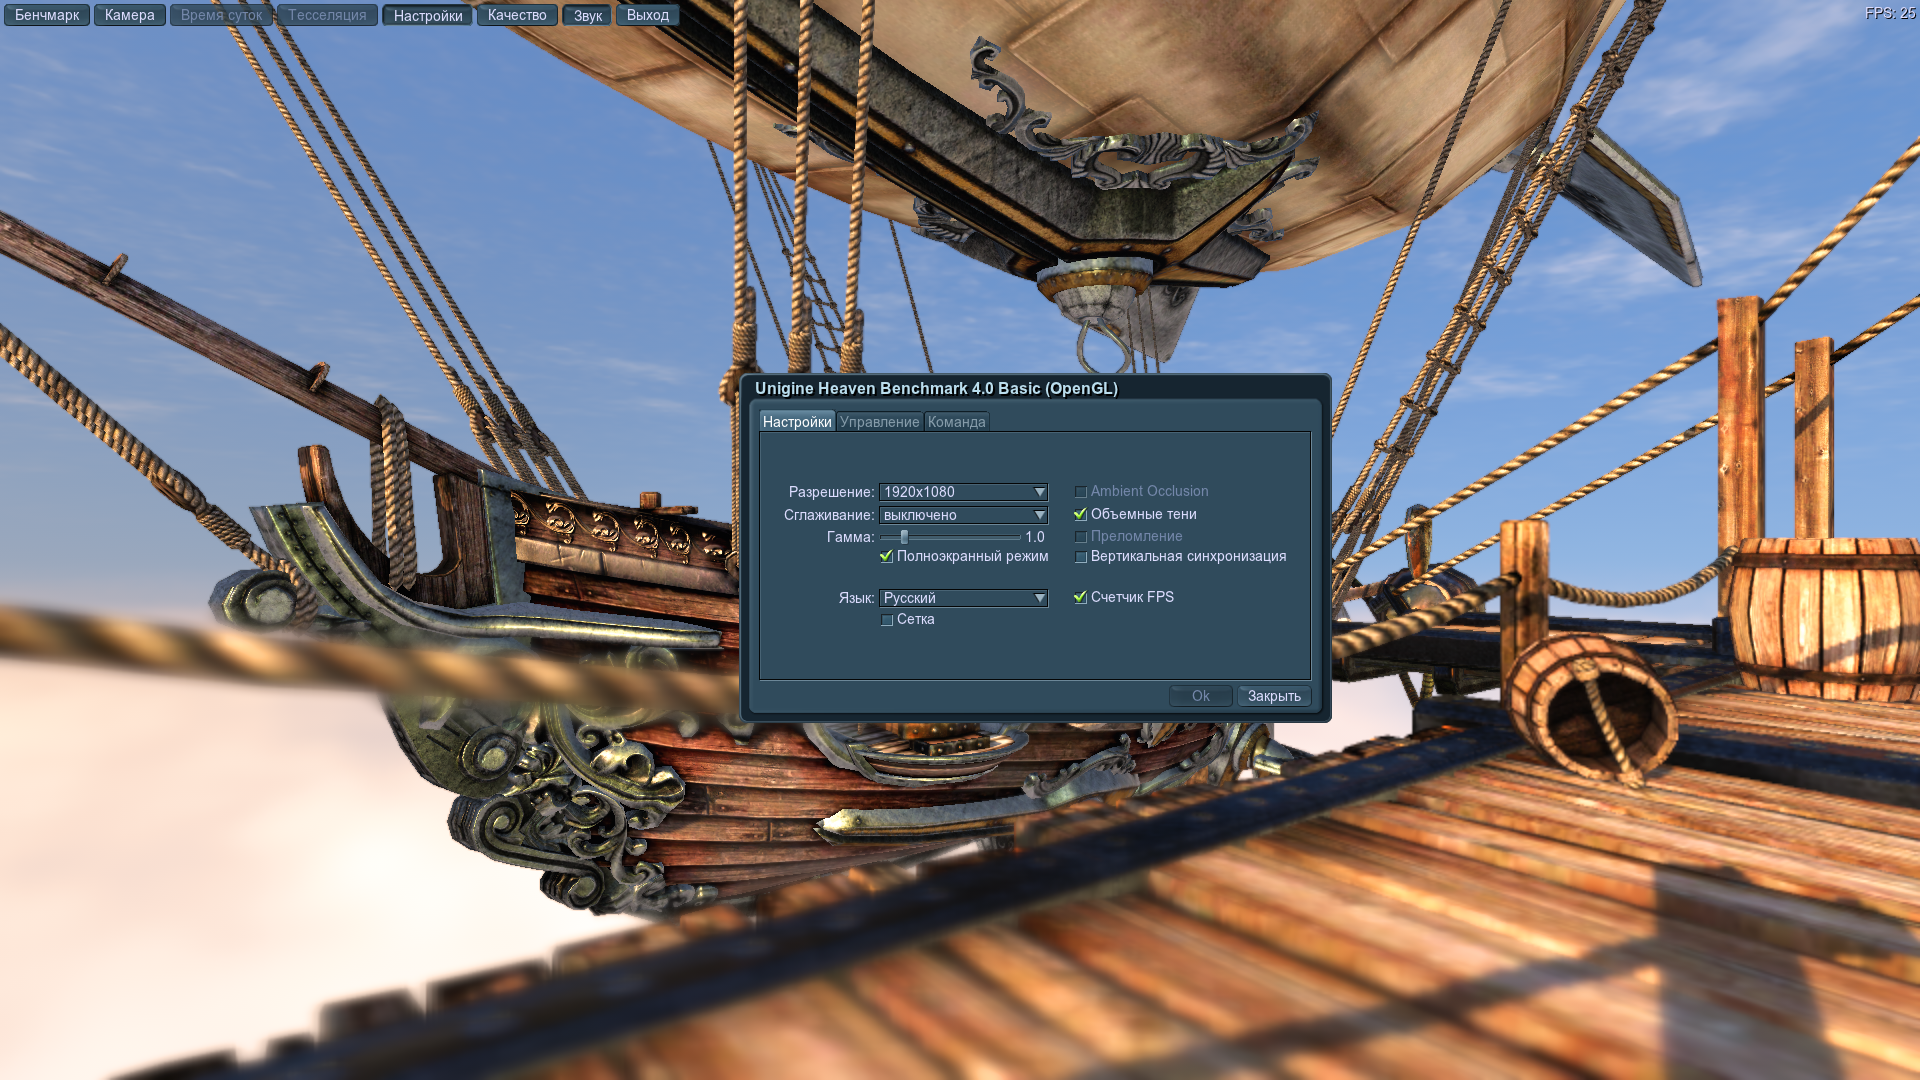 Бенчмарк Камера Время суток Тесселяция Настройки Качество Звук Выход FPS: 25
Unigine Heaven Benchmark 4.0 Basic (OpenGL)
Настройки Управление Команда
Разрешение: 1920x1080 Ambient Occlusion
Сглаживание: выключено Объемные тени
Гамма: 1.0 Преломление
Полноэкранный режим Вертикальная синхронизация
Язык: Русский Счетчик FPS
Сетка
Ok Закрыть